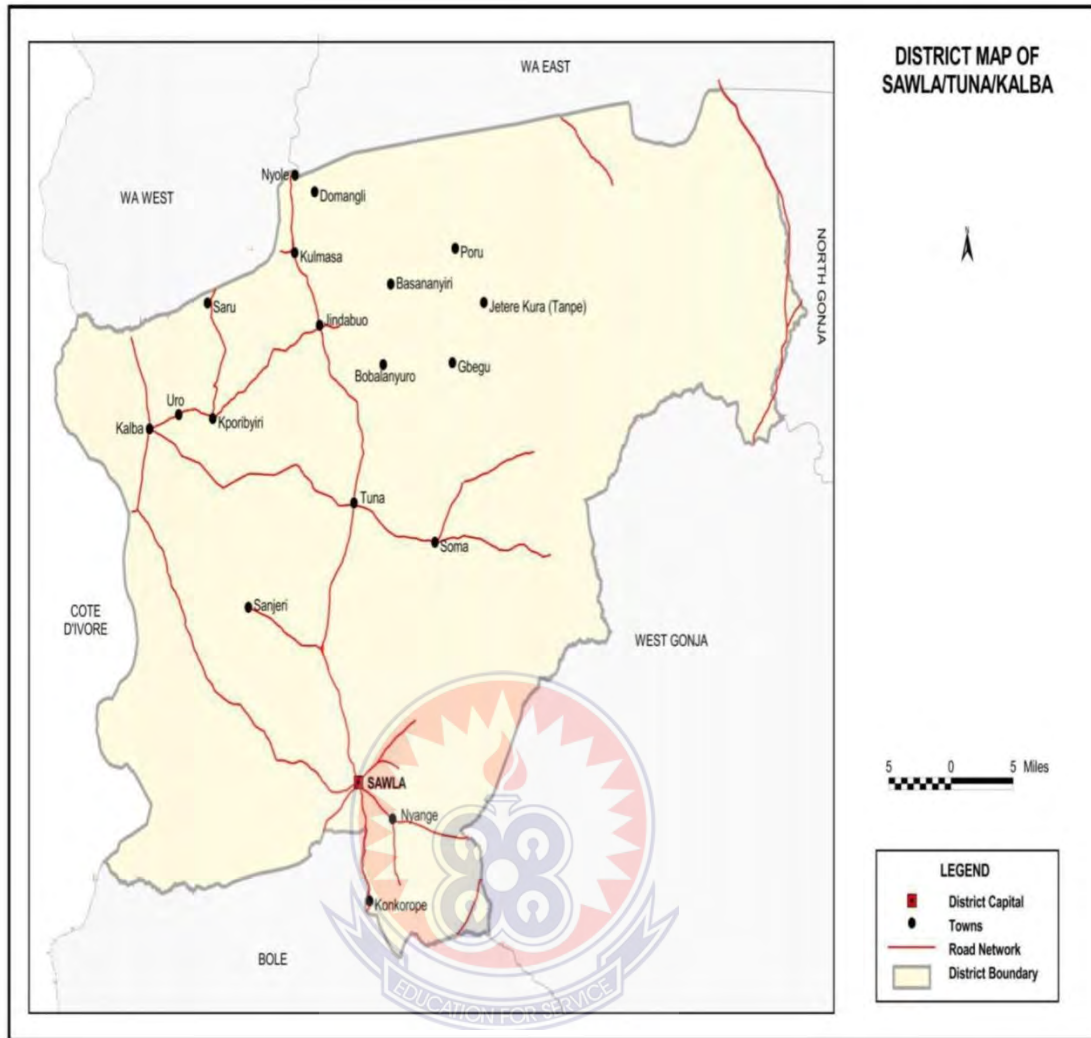 DISTRICT MAP OF
SAWLA/TUNA/KALBA
WA EAST
WA WEST
Nyole
Domangli
Kulmasa
Poru
Basananyiri
Jetere Kura (Tanpe)
Saru
Jindabuo
NORTH GONJA
N
Bobalanyuro
Gbegu
Uro
Kporibyiri
Kalba
Tuna
Soma
Sanjeri
COTE
D'IVORE
WEST GONJA
SAWLA
Nyange
Konkorope
BOLE
5 0 5 Miles
LEGEND
District Capital
Towns
Road Network
District Boundary
EDUCATION FOR SERVICE